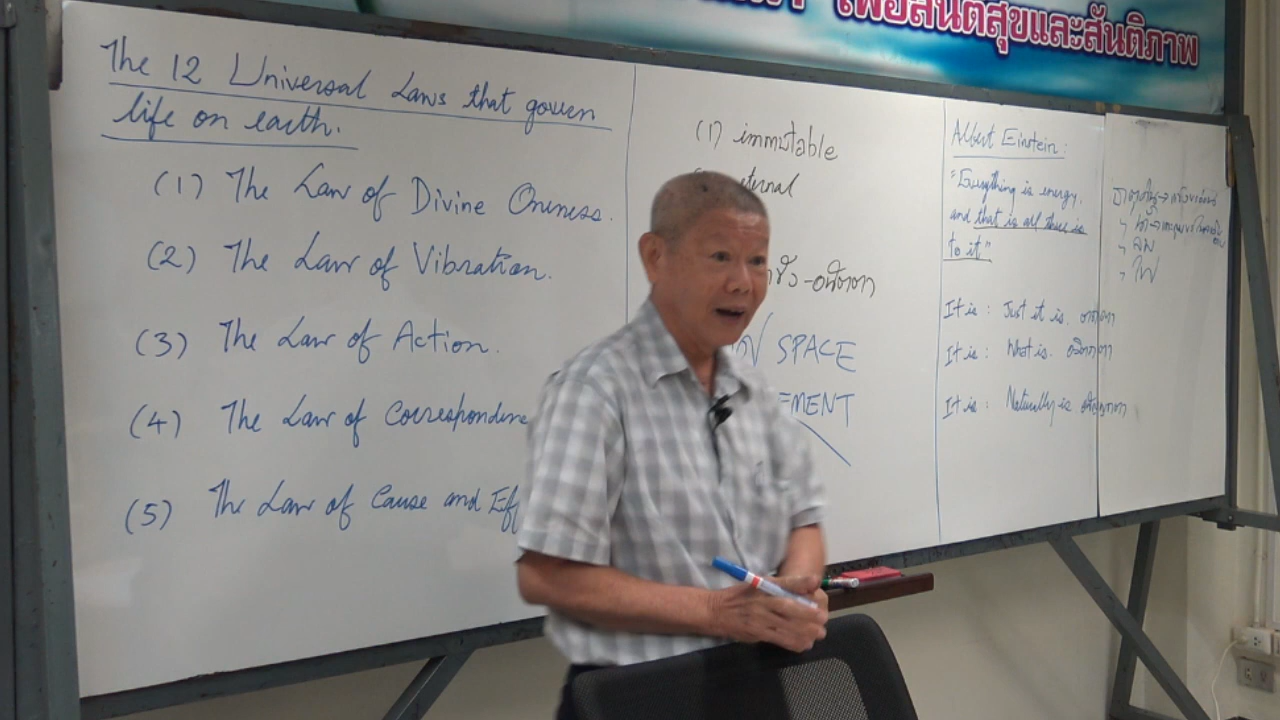 เพื่อสันติสุขและสันติภาพ
The 12 Universal Laws that govern
life on earth.
(1) The Law of Divine Oneness.
(2) The Law of Vibration.
(3) The Law of Action.
(4) The Law of Correspondenc
(5) The Law of Cause and Eff
(1) immutable
eternal
SPACE
EMENT
Albert Einstein:
"Everything is energy,
and that is all there is
to it"
It is : Just it is.
It is : What is.
It is : Naturally is
ไฟ